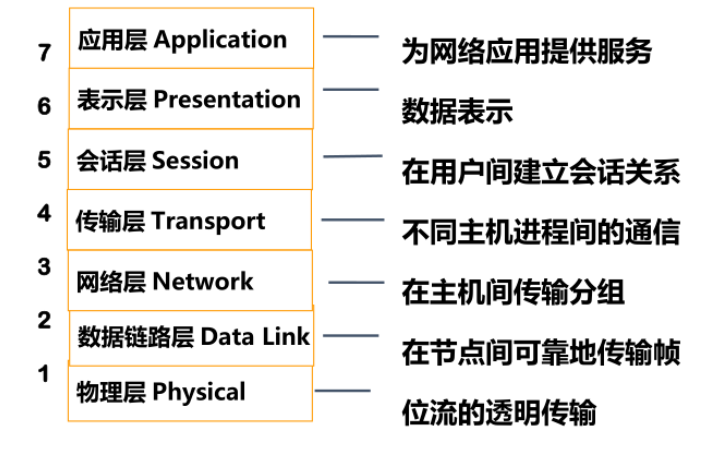 7 应用层 Application 为网络应用提供服务
6 表示层 Presentation 数据表示
5 会话层 Session 在用户间建立会话关系
4 传输层 Transport 不同主机进程间的通信
3 网络层 Network 在主机间传输分组
2 数据链路层 Data Link 在节点间可靠地传输帧
1 物理层 Physical 位流的透明传输